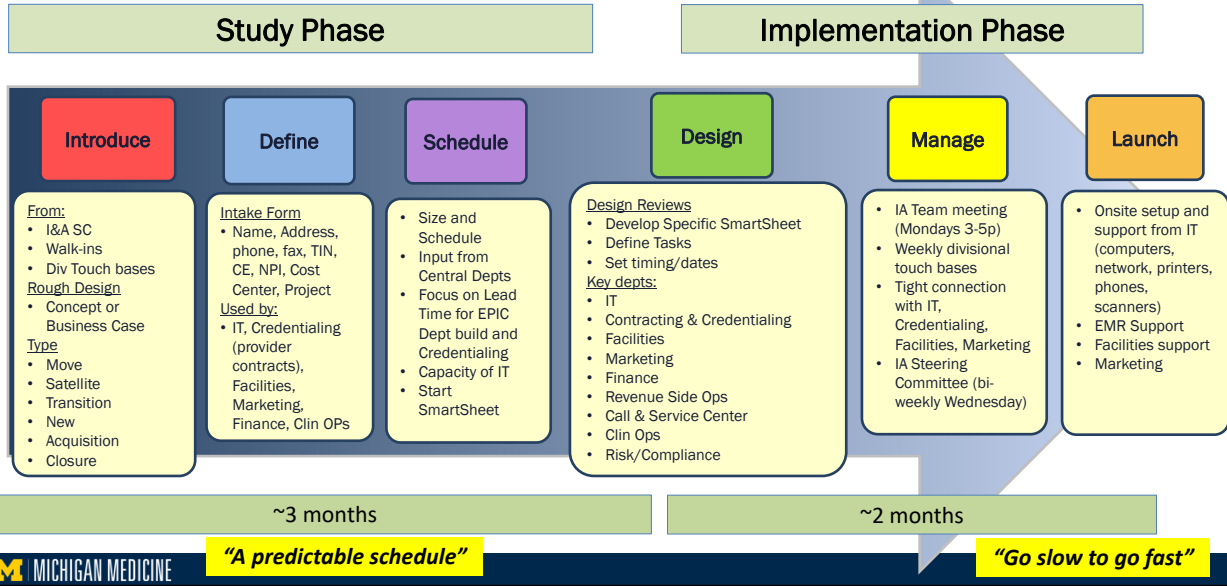 Study Phase
Implementation Phase
Introduce
From:
• I&A SC
• Walk-ins
• Div Touch bases
Rough Design
• Concept or
Business Case
Type
• Move
• Satellite
• Transition
• New
• Acquisition
• Closure
Define
Intake Form
• Name, Address,
phone, fax, TIN,
CE, NPI, Cost
Center, Project
Used by:
• IT, Credentialing
(provider
contracts),
Facilities,
Marketing,
Finance, Clin OPs
Schedule
• Size and
Schedule
• Input from
Central Depts
• Focus on Lead
Time for EPIC
Dept build and
Credentialing
• Capacity of IT
• Start
SmartSheet
Design
Design Reviews
• Develop Specific SmartSheet
• Define Tasks
• Set timing/dates
Key depts:
• IT
• Contracting & Credentialing
• Facilities
• Marketing
• Finance
• Revenue Side Ops
• Call & Service Center
• Clin Ops
• Risk/Compliance
Manage
• IA Team meeting
(Mondays 3-5p)
• Weekly divisional
touch bases
• Tight connection
with IT,
Credentialing,
Facilities, Marketing
• IA Steering
Committee (bi-
weekly Wednesday)
Launch
• Onsite setup and
support from IT
(computers,
network, printers,
phones,
scanners)
• EMR Support
• Facilities support
• Marketing
~3 months
~2 months
"A predictable schedule"
"Go slow to go fast"
M MICHIGAN MEDICINE